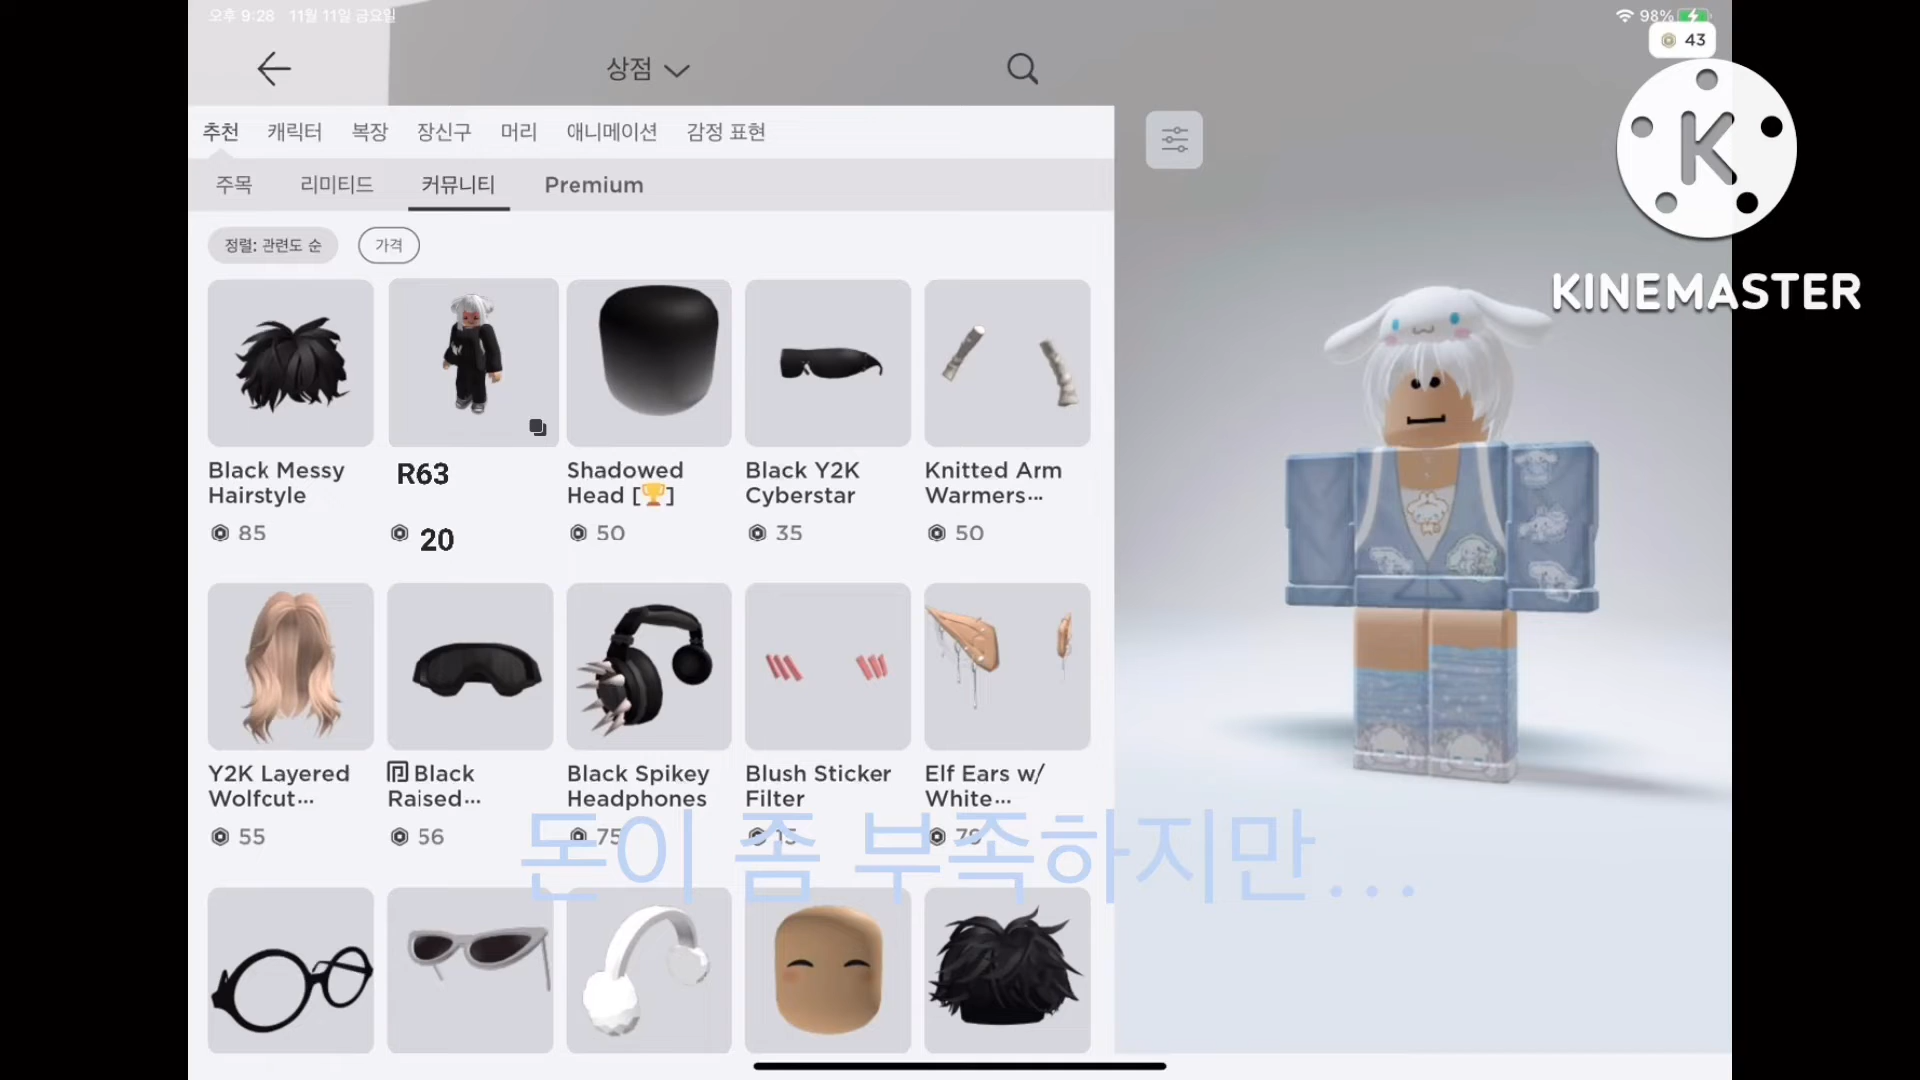 오후 9:28 11월 11일 금요일
98%
43
상점
추천 캐릭터 복장 장신구 머리 애니메이션 감정 표현
주목 리미티드 커뮤니티 Premium
정렬: 관련도 순 가격
K
KINEMASTER
Black Messy
Hairstyle
85
R63
20
Shadowed
Head [🏆]
50
Black Y2K
Cyberstar
35
Knitted Arm
Warmers...
50
Y2K Layered
Wolfcut...
55
Black
Raised...
56
Black Spikey
Headphones
75
Blush Sticker
Filter
15
Elf Ears w/
White...
79
돈이 좀 부족하지만...